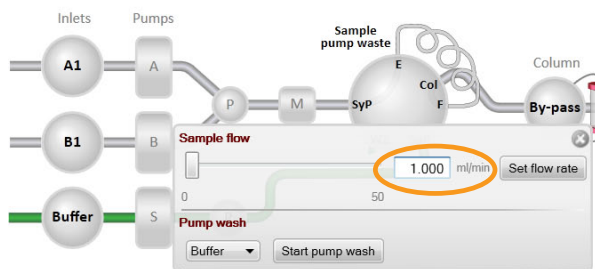 Inlets Pumps
Sample
pump waste
E
Column
A1 A
Col
P M SyP F By-pass
B1 B
Sample flow
1.000 ml/min Set flow rate
0 50
Buffer S
Pump wash
Buffer Start pump wash